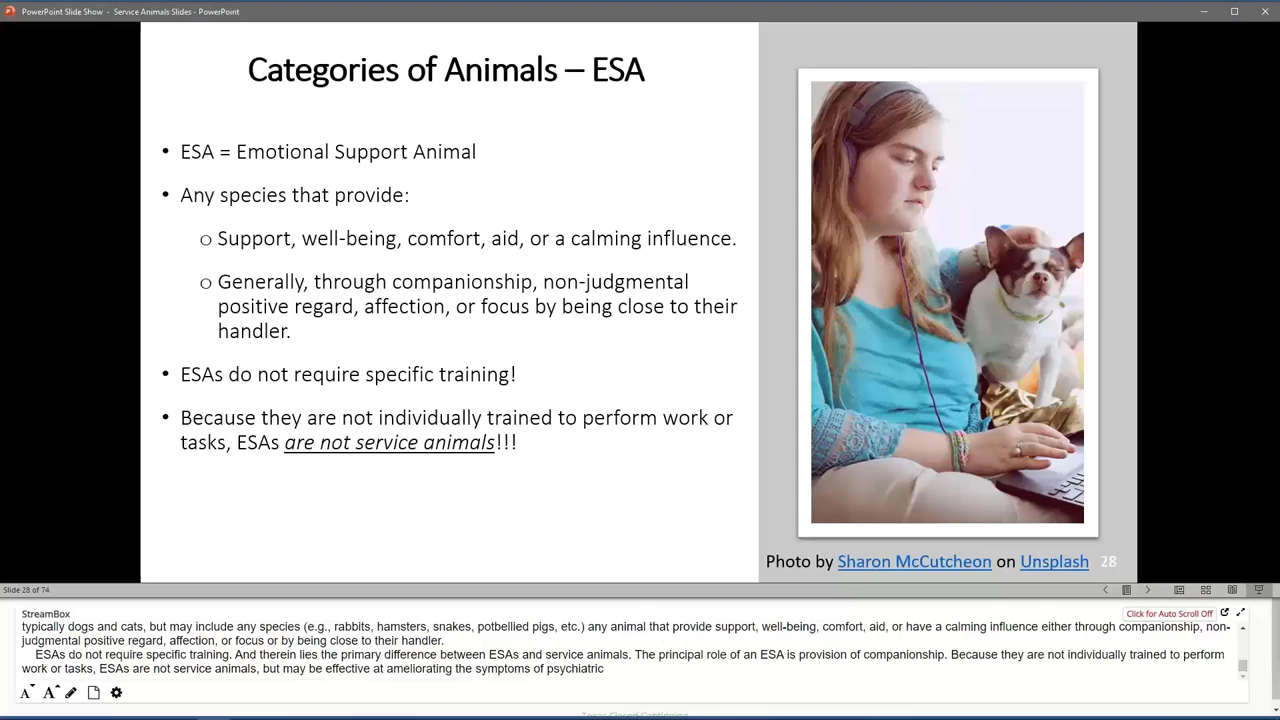 PowerPoint Slide Show - Service Animals Slides - PowerPoint
Categories of Animals – ESA
• ESA = Emotional Support Animal
• Any species that provide:
o Support, well-being, comfort, aid, or a calming influence.
o Generally, through companionship, non-judgmental
positive regard, affection, or focus by being close to their
handler.
• ESAs do not require specific training!
• Because they are not individually trained to perform work or
tasks, ESAs are not service animals!!!
Photo by Sharon McCutcheon on Unsplash 28
Slide 28 of 74
StreamBox
Click for Auto Scroll Off
typically dogs and cats, but may include any species (e.g., rabbits, hamsters, snakes, potbellied pigs, etc.) any animal that provide support, well-being, comfort, aid, or have a calming influence either through companionship, non-
judgmental positive regard, affection, or focus or by being close to their handler.
ESAs do not require specific training. And therein lies the primary difference between ESAs and service animals. The principal role of an ESA is provision of companionship. Because they are not individually trained to perform
work or tasks, ESAs are not service animals, but may be effective at ameliorating the symptoms of psychiatric
A A
Texas Closed Captioning